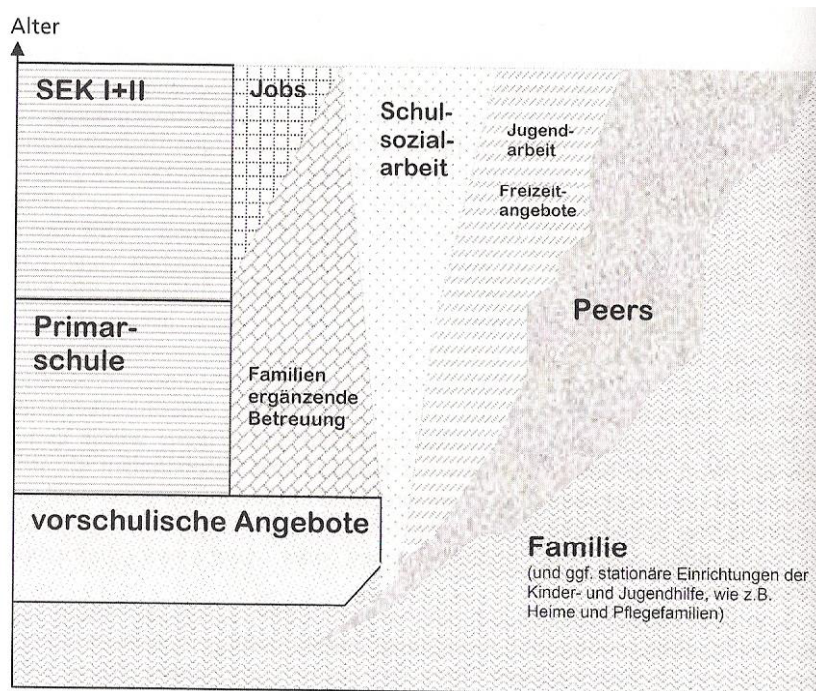 Alter
SEK I+II
Jobs
Schul-
sozial-
arbeit
Jugend-
arbeit
Freizeit-
angebote
Peers
Primar-
schule
Familien
ergänzende
Betreuung
vorschulische Angebote
Familie
(und ggf. stationäre Einrichtungen der
Kinder- und Jugendhilfe, wie z.B.
Heime und Pflegefamilien)